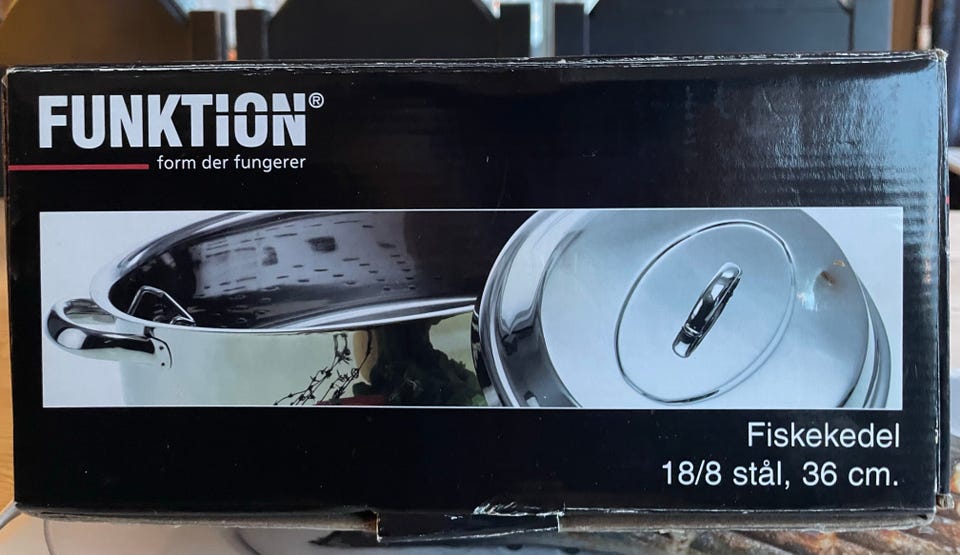 FUNKTION®
form der fungerer
Fiskekedel
18/8 stål, 36 cm.